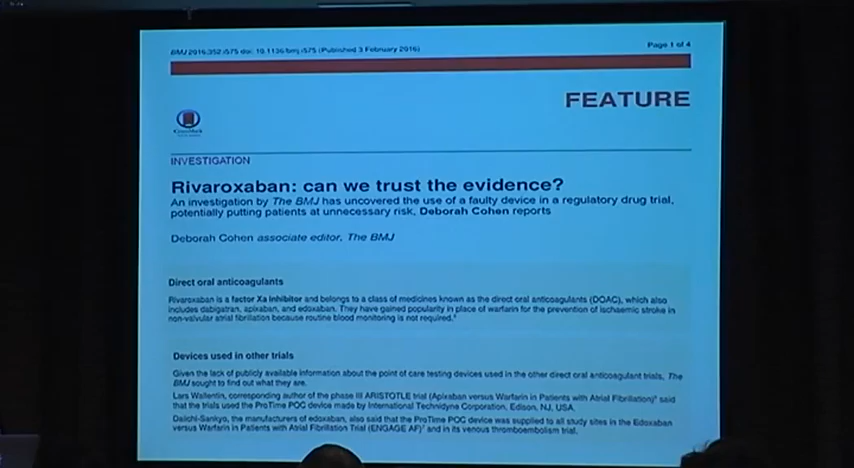 BMJ 2016;352:i575 doi: 10.1136/bmj.i575 (Published 3 February 2016)
Page 1 of 4
FEATURE
CrossMark
INVESTIGATION
Rivaroxaban: can we trust the evidence?
An investigation by The BMJ has uncovered the use of a faulty device in a regulatory drug trial,
potentially putting patients at unnecessary risk, Deborah Cohen reports
Deborah Cohen associate editor, The BMJ
Direct oral anticoagulants
Rivaroxaban is a factor Xa inhibitor and belongs to a class of medicines known as the direct oral anticoagulants (DOAC), which also
includes dabigatran, apixaban, and edoxaban. They have gained popularity in place of warfarin for the prevention of ischaemic stroke in
non-valvular atrial fibrillation because routine blood monitoring is not required.
Devices used in other trials
Given the lack of publicly available information about the point of care testing devices used in the other direct oral anticoagulant trials, The
BMJ sought to find out what they are.
Lars Wallentin, corresponding author of the phase III ARISTOTLE trial (Apixaban versus Warfarin in Patients with Atrial Fibrillation) said
that the trials used the ProTime POC device made by International Technidyne Corporation, Edison, NJ, USA.
Daiichi-Sankyo, the manufacturers of edoxaban, also said that the ProTime POC device was supplied to all study sites in the Edoxaban
versus Warfarin in Patients with Atrial Fibrillation Trial (ENGAGE AF) and in its venous thromboembolism trial.